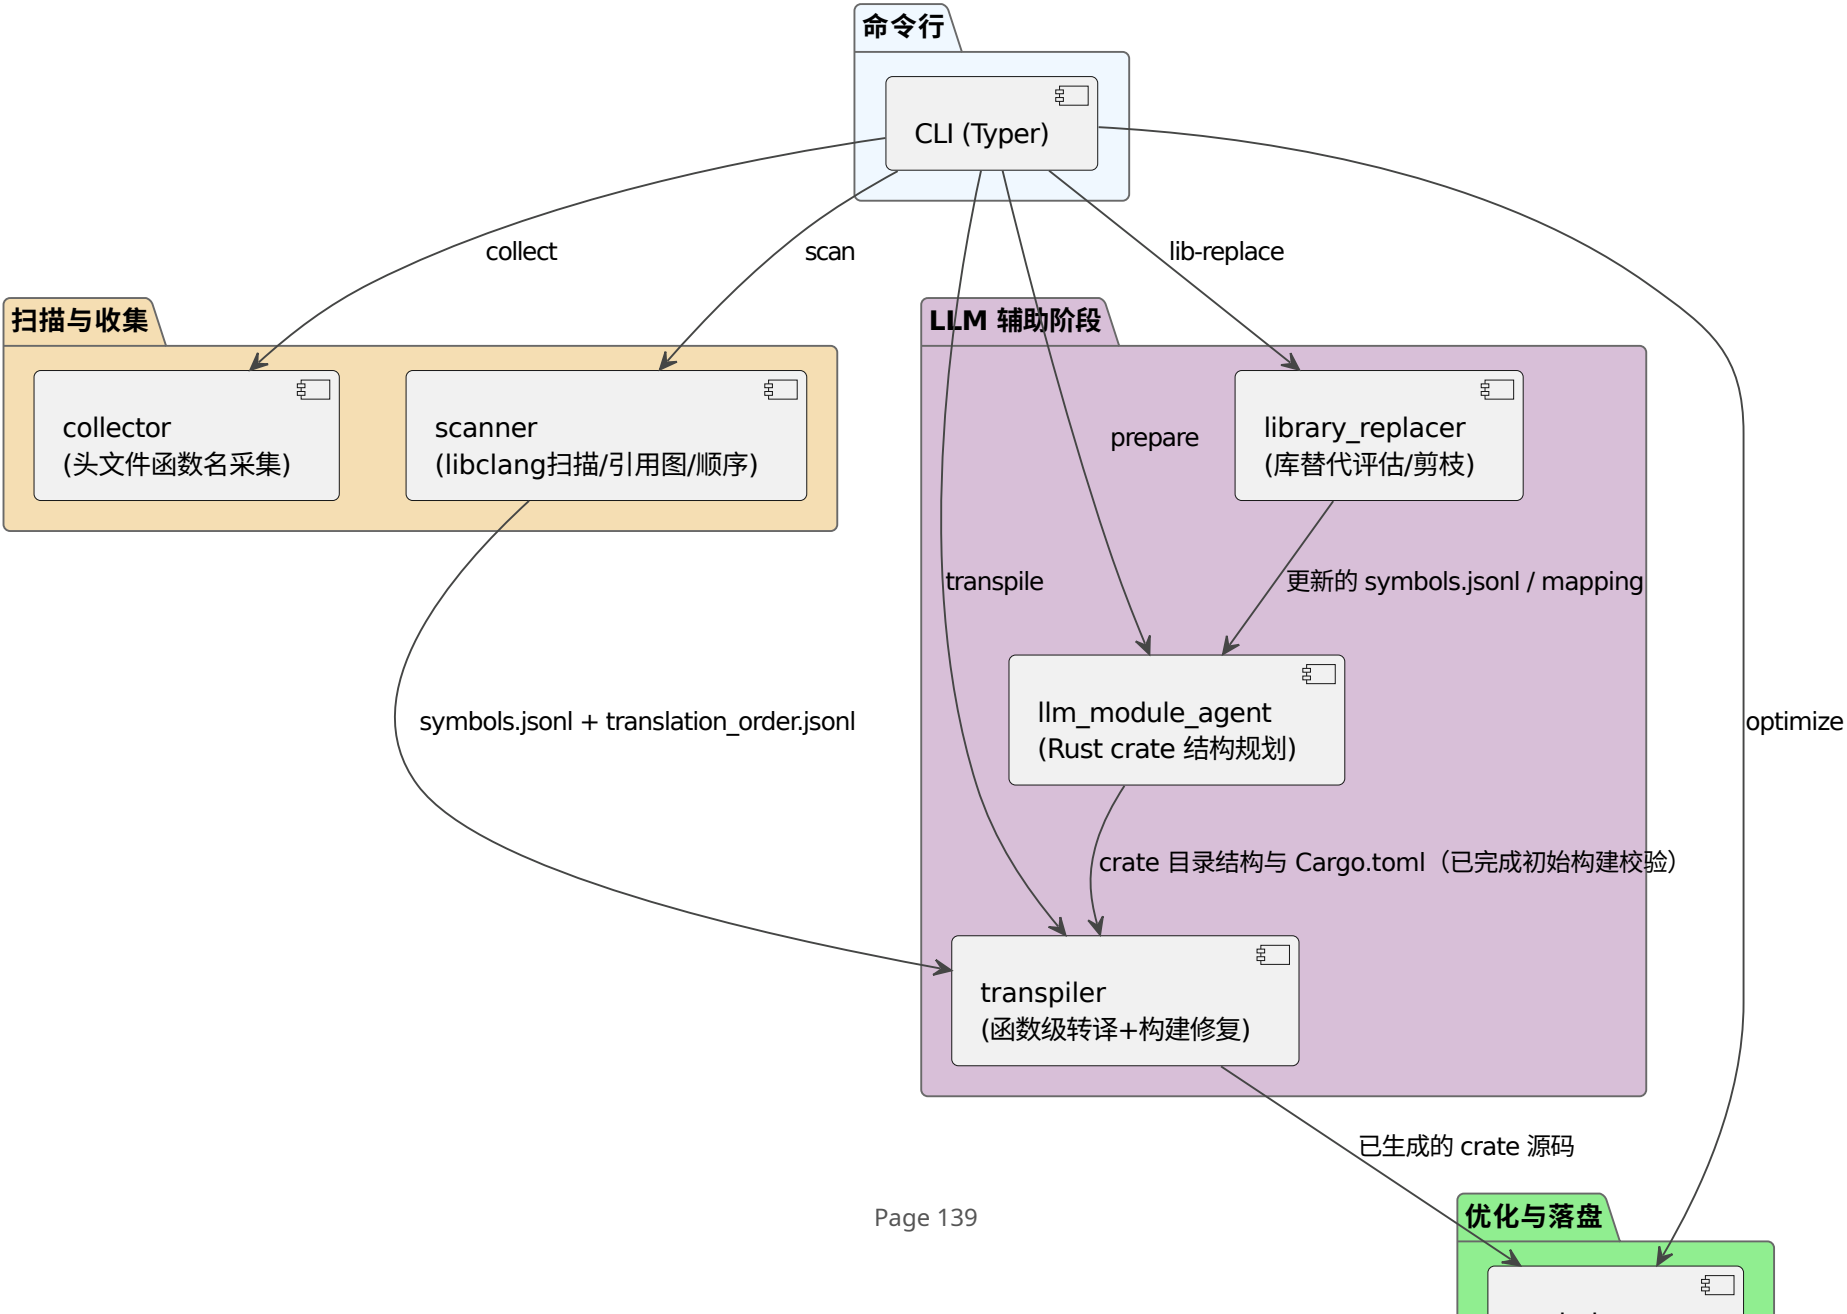 命令行
CLI (Typer)
collect
scan
lib-replace
扫描与收集
collector
(头文件函数名采集)
scanner
(libclang扫描/引用图/顺序)
LLM 辅助阶段
prepare
library_replacer
(库替代评估/剪枝)
transpile
更新的 symbols.jsonl / mapping
symbols.jsonl + translation_order.jsonl
llm_module_agent
(Rust crate 结构规划)
optimize
crate 目录结构与 Cargo.toml（已完成初始构建校验）
transpiler
(函数级转译+构建修复)
已生成的 crate 源码
Page 139
优化与落盘